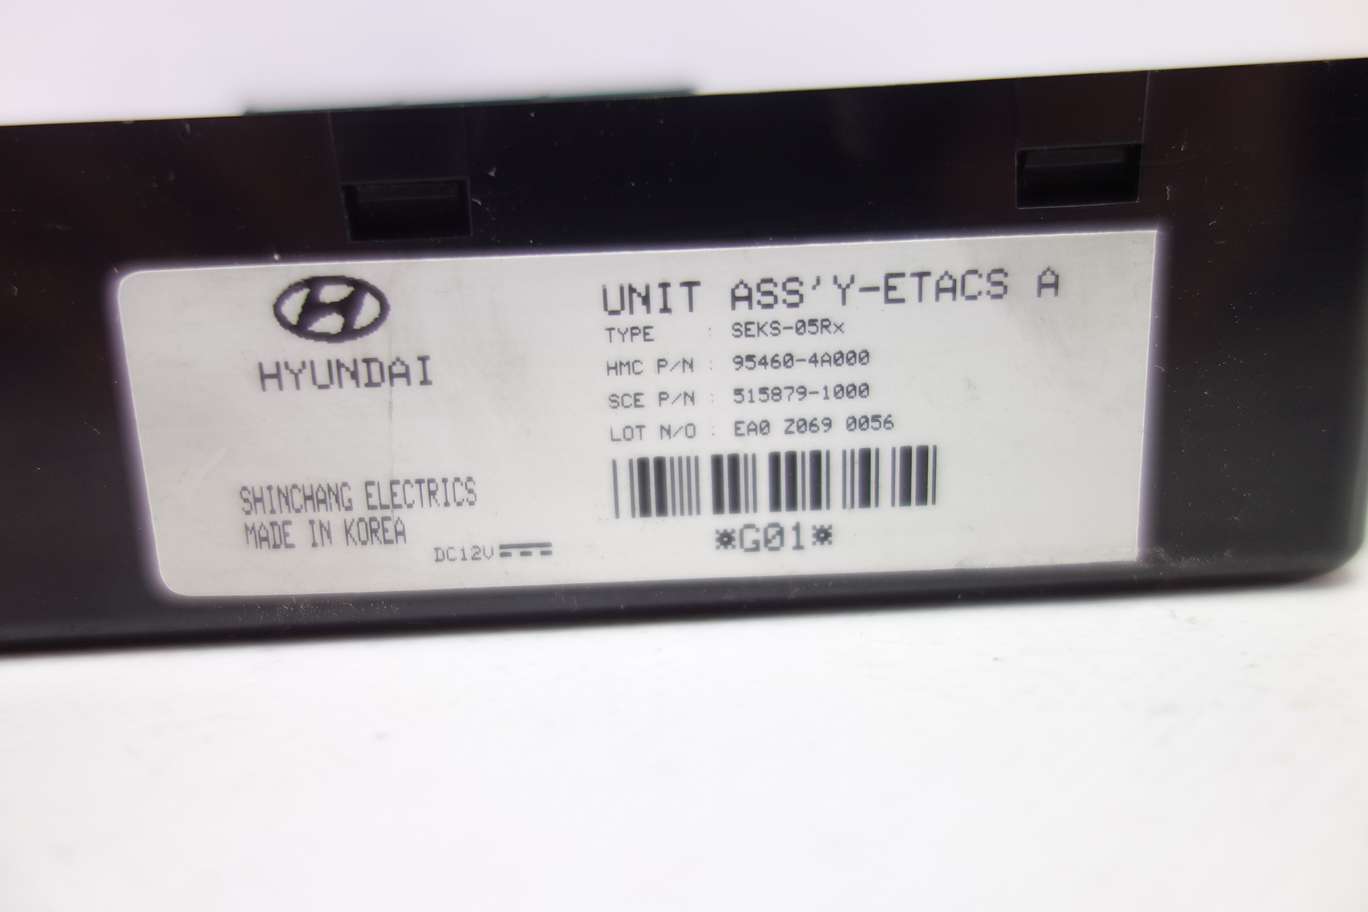 HYUNDAI
SHINCHANG ELECTRICS
MADE IN KOREA
DC12V
UNIT ASS'Y-ETACS A
TYPE : SEKS-05Rx
HMC P/N : 95460-4A000
SCE P/N : 515879-1000
LOT N/O : EA0 Z069 0056
*G01*